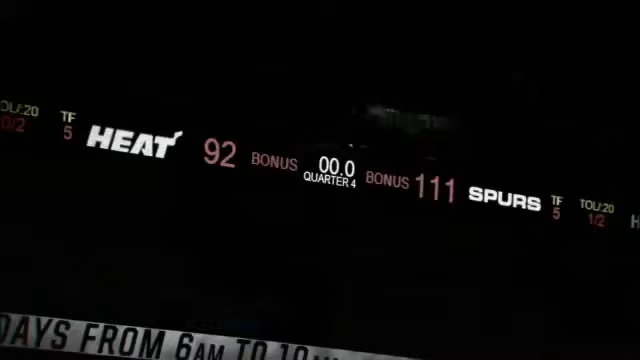 TOL/:20 TF HEAT 92 BONUS 00.0 BONUS 111 SPURS TF TOL/:20
0/2 5 QUARTER 4 5 1/2
DAYS FROM 6AM TO 10